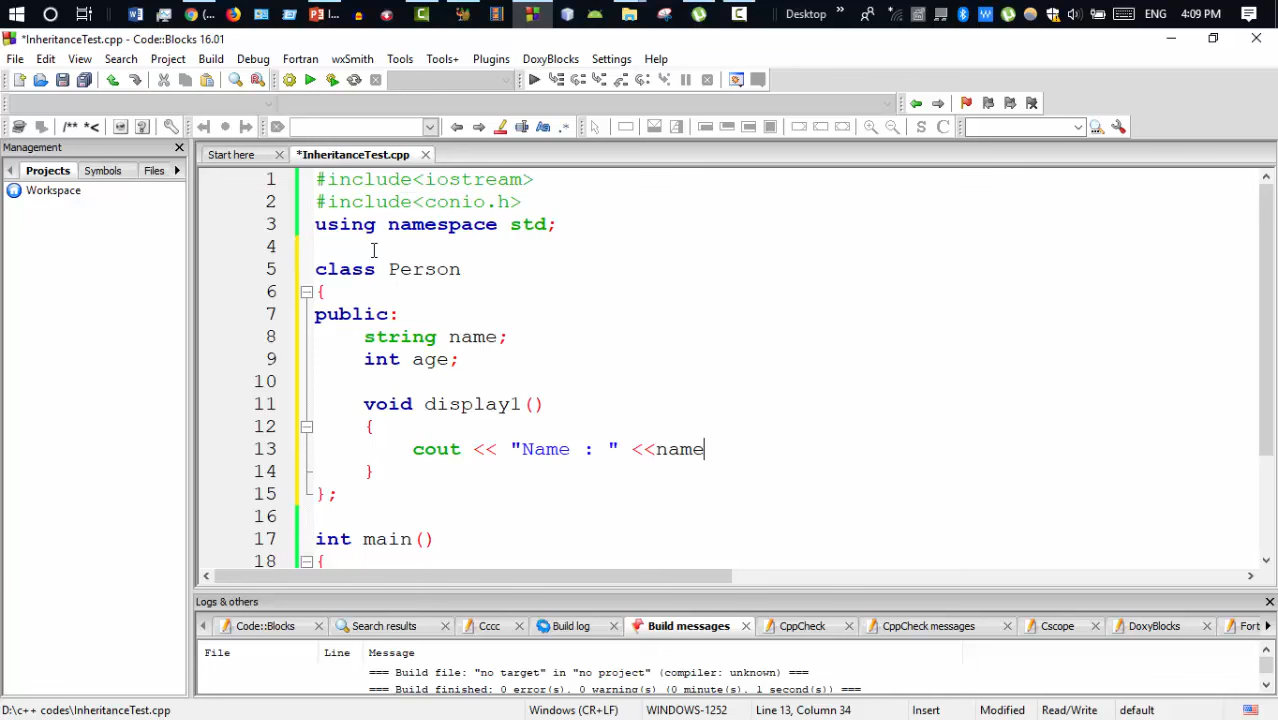 Desktop
ENG
4:09 PM
*InheritanceTest.cpp - Code::Blocks 16.01
File Edit View Search Project Build Debug Fortran wxSmith Tools Tools+ Plugins DoxyBlocks Settings Help
/** *<
S C
Management
Start here
*InheritanceTest.cpp
Projects Symbols Files
Workspace
1 #include<iostream>
2 #include<conio.h>
3 using namespace std;
4
5 class Person
6 {
7 public:
8 string name;
9 int age;
10
11 void display1()
12 {
13 cout << "Name : " <<name
14 }
15 };
16
17 int main()
18 {
Logs & others
Code::Blocks Search results Cccc Build log Build messages CppCheck CppCheck messages Cscope DoxyBlocks Fort
File Line Message
=== Build file: "no target" in "no project" (compiler: unknown) ===
=== Build finished: 0 error(s), 0 warning(s) (0 minute(s), 1 second(s)) ===
D:\c++ codes\InheritanceTest.cpp Windows (CR+LF) WINDOWS-1252 Line 13, Column 34 Insert Modified Read/Write default